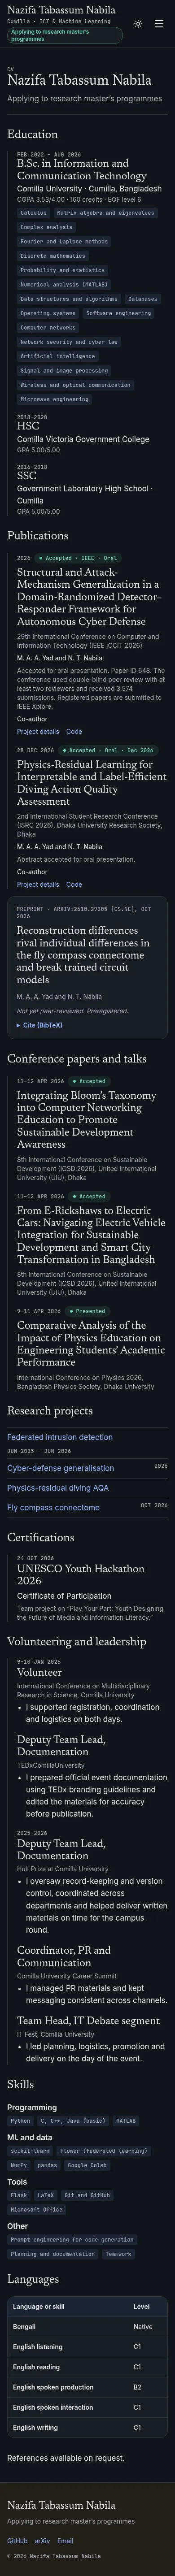 Nazifa Tabassum Nabila
Cumilla · ICT & Machine Learning
Applying to research master's
programmes
CV
Nazifa Tabassum Nabila
Applying to research master's programmes
Education
FEB 2022 – AUG 2026
B.Sc. in Information and
Communication Technology
Comilla University · Cumilla, Bangladesh
CGPA 3.53/4.00 · 160 credits · EQF level 6
Calculus
Matrix algebra and eigenvalues
Complex analysis
Fourier and Laplace methods
Discrete mathematics
Probability and statistics
Numerical analysis (MATLAB)
Data structures and algorithms
Databases
Operating systems
Software engineering
Computer networks
Network security and cyber law
Artificial intelligence
Signal and image processing
Wireless and optical communication
Microwave engineering
2018–2020
HSC
Comilla Victoria Government College
GPA 5.00/5.00
2016–2018
SSC
Government Laboratory High School ·
Cumilla
GPA 5.00/5.00
Publications
2026
Accepted · IEEE · Oral
Structural and Attack-
Mechanism Generalization in a
Domain-Randomized Detector–
Responder Framework for
Autonomous Cyber Defense
29th International Conference on Computer and
Information Technology (IEEE ICCIT 2026)
M. A. A. Yad and N. T. Nabila
Accepted for oral presentation. Paper ID 648. The
conference used double-blind peer review with at
least two reviewers and received 3,574
submissions. Registered papers are submitted to
IEEE Xplore.
Co-author
Project details
Code
28 DEC 2026
Accepted · Oral · Dec 2026
Physics-Residual Learning for
Interpretable and Label-Efficient
Diving Action Quality
Assessment
2nd International Student Research Conference
(ISRC 2026), Dhaka University Research Society,
Dhaka
M. A. A. Yad and N. T. Nabila
Abstract accepted for oral presentation.
Co-author
Project details
Code
PREPRINT · ARXIV:2610.29205 [CS.NE], OCT
2026
Reconstruction differences
rival individual differences in
the fly compass connectome
and break trained circuit
models
M. A. A. Yad and N. T. Nabila
Not yet peer-reviewed. Preregistered.
Cite (BibTeX)
Conference papers and talks
11–12 APR 2026
Accepted
Integrating Bloom's Taxonomy
into Computer Networking
Education to Promote
Sustainable Development
Awareness
8th International Conference on Sustainable
Development (ICSD 2026), United International
University (UIU), Dhaka
11–12 APR 2026
Accepted
From E-Rickshaws to Electric
Cars: Navigating Electric Vehicle
Integration for Sustainable
Development and Smart City
Transformation in Bangladesh
8th International Conference on Sustainable
Development (ICSD 2026), United International
University (UIU), Dhaka
9–11 APR 2026
Presented
Comparative Analysis of the
Impact of Physics Education on
Engineering Students' Academic
Performance
International Conference on Physics 2026,
Bangladesh Physics Society, Dhaka University
Research projects
Federated intrusion detection
JUN 2025 – JUN 2026
Cyber-defense generalisation
2026
Physics-residual diving AQA
Fly compass connectome
OCT 2026
Certifications
24 OCT 2026
UNESCO Youth Hackathon
2026
Certificate of Participation
Team project on "Play Your Part: Youth Designing
the Future of Media and Information Literacy."
Volunteering and leadership
9–10 JAN 2026
Volunteer
International Conference on Multidisciplinary
Research in Science, Comilla University
• I supported registration, coordination
and logistics on both days.
Deputy Team Lead,
Documentation
TEDxComillaUniversity
• I prepared official event documentation
using TEDx branding guidelines and
edited the materials for accuracy
before publication.
2025–2026
Deputy Team Lead,
Documentation
Hult Prize at Comilla University
• I oversaw record-keeping and version
control, coordinated across
departments and helped deliver written
materials on time for the campus
round.
Coordinator, PR and
Communication
Comilla University Career Summit
• I managed PR materials and kept
messaging consistent across channels.
Team Head, IT Debate segment
IT Fest, Comilla University
• I led planning, logistics, promotion and
delivery on the day of the event.
Skills
Programming
Python
C, C++, Java (basic)
MATLAB
ML and data
scikit-learn
Flower (federated learning)
NumPy
pandas
Google Colab
Tools
Flask
LaTeX
Git and GitHub
Microsoft Office
Other
Prompt engineering for code generation
Planning and documentation
Teamwork
Languages
Language or skill
Level
Bengali
Native
English listening
C1
English reading
C1
English spoken production
B2
English spoken interaction
C1
English writing
C1
References available on request.
Nazifa Tabassum Nabila
Applying to research master's programmes
GitHub
arXiv
Email
© 2026 Nazifa Tabassum Nabila